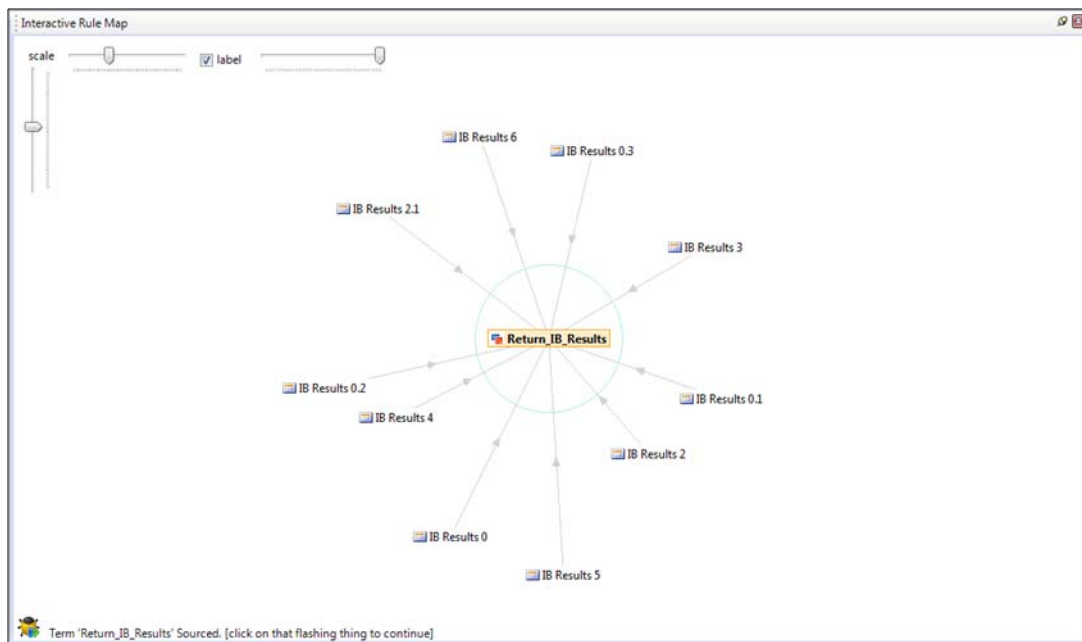 Interactive Rule Map
scale
label
IB Results 6
IB Results 0.3
IB Results 2.1
IB Results 3
Return_IB_Results
IB Results 0.2
IB Results 0.1
IB Results 4
IB Results 2
IB Results 0
IB Results 5
Term 'Return_IB_Results' Sourced. [click on that flashing thing to continue]